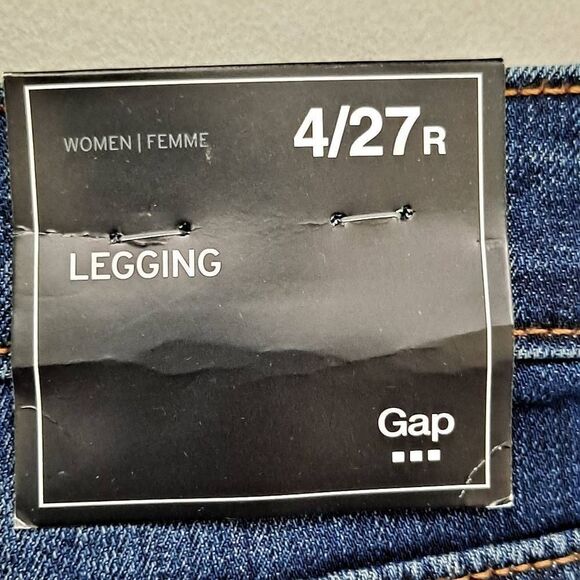 WOMEN | FEMME
4/27R
LEGGING
Gap